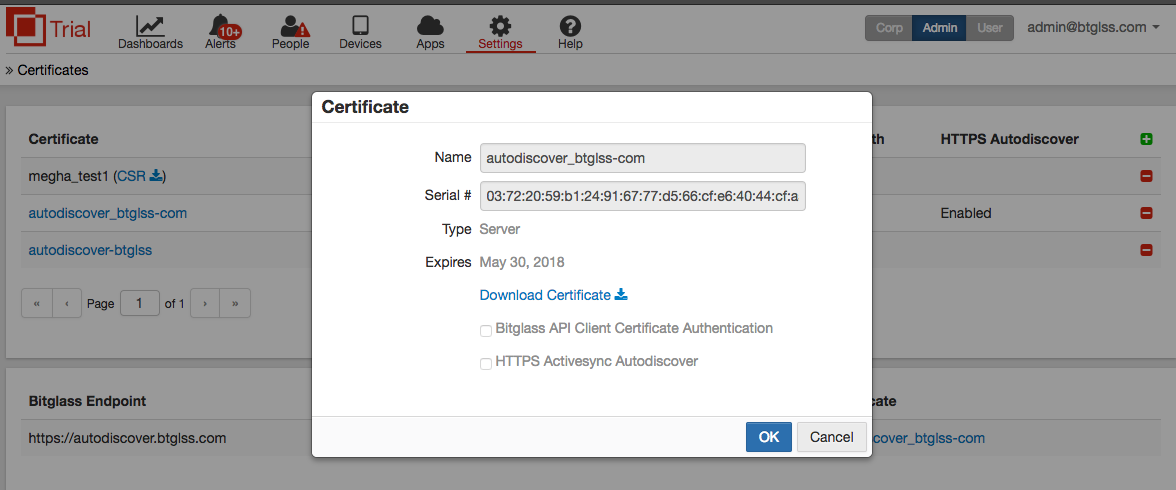 Trial
Dashboards
10+
Alerts
People
Devices
Apps
Settings
Help
Corp Admin User
admin@btglss.com
» Certificates
Certificate
Certificate th HTTPS Autodiscover
Name autodiscover_btglss-com
megha_test1 (CSR)
Serial # 03:72:20:59:b1:24:91:67:77:d5:66:cf:e6:40:44:cf:a
autodiscover_btglss-com Enabled
Type Server
autodiscover-btglss
Expires May 30, 2018
« ‹ Page 1 of 1 › »
Download Certificate
Bitglass API Client Certificate Authentication
HTTPS Activesync Autodiscover
Bitglass Endpoint cate
https://autodiscover.btglss.com cover_btglss-com
OK Cancel